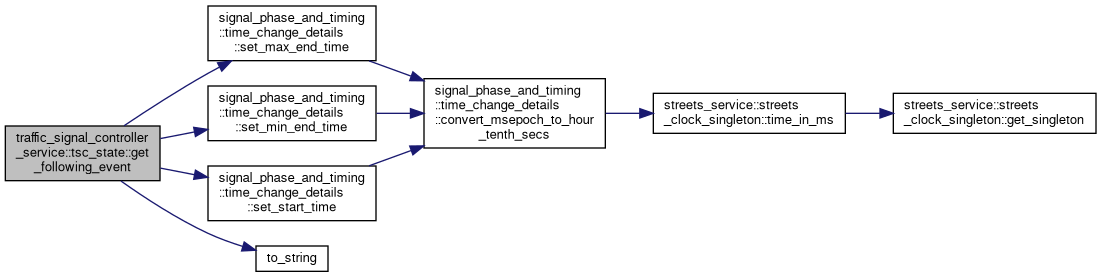 traffic_signal_controller
_service::tsc_state::get
_following_event
signal_phase_and_timing
::time_change_details
::set_max_end_time
signal_phase_and_timing
::time_change_details
::set_min_end_time
signal_phase_and_timing
::time_change_details
::set_start_time
to_string
signal_phase_and_timing
::time_change_details
::convert_msepoch_to_hour
_tenth_secs
streets_service::streets
_clock_singleton::time_in_ms
streets_service::streets
_clock_singleton::get_singleton